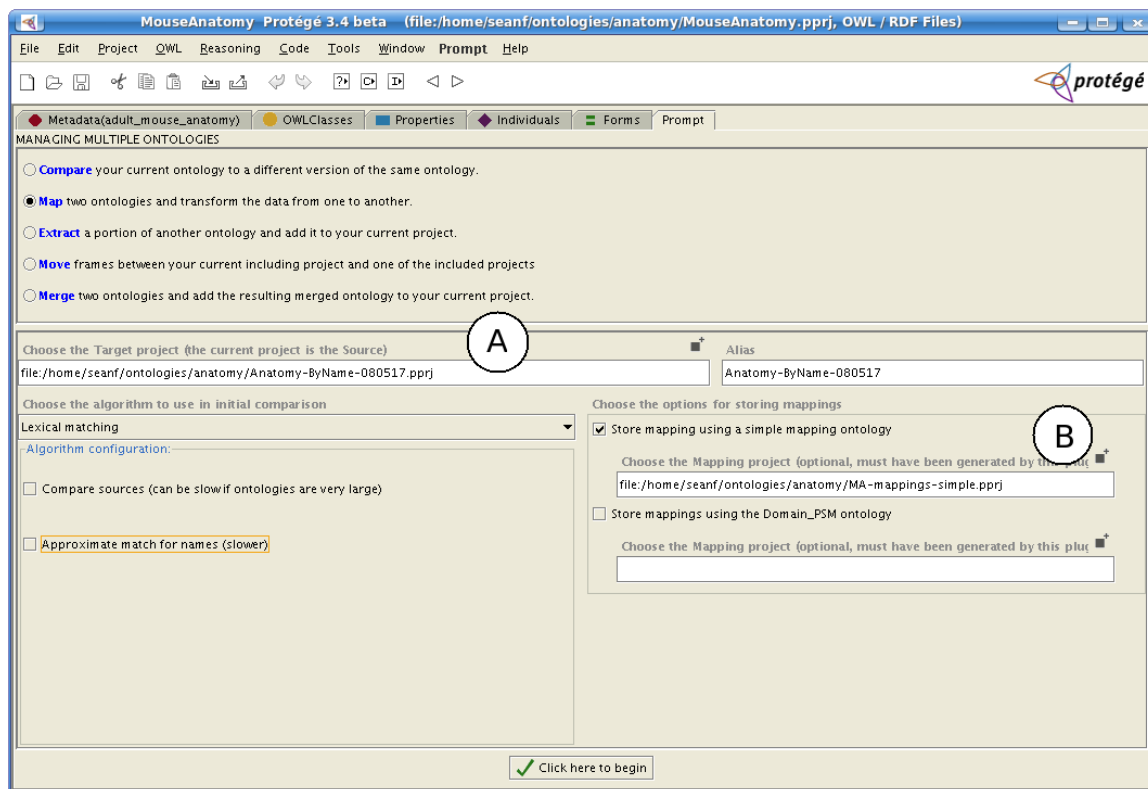 MouseAnatomy Protégé 3.4 beta (file:/home/seanf/ontologies/anatomy/MouseAnatomy.pprj, OWL / RDF Files)
File Edit Project OWL Reasoning Code Tools Window Prompt Help
protégé
Metadata(adult_mouse_anatomy) OWLClasses Properties Individuals Forms Prompt
MANAGING MULTIPLE ONTOLOGIES
Compare your current ontology to a different version of the same ontology.
Map two ontologies and transform the data from one to another.
Extract a portion of another ontology and add it to your current project.
Move frames between your current including project and one of the included projects
Merge two ontologies and add the resulting merged ontology to your current project.
A
Choose the Target project (the current project is the Source) Alias
file:/home/seanf/ontologies/anatomy/Anatomy-ByName-080517.pprj Anatomy-ByName-080517
Choose the algorithm to use in initial comparison Choose the options for storing mappings
Lexical matching Store mapping using a simple mapping ontology
B
Algorithm configuration:
Choose the Mapping project (optional, must have been generated by this plug
Compare sources (can be slow if ontologies are very large) file:/home/seanf/ontologies/anatomy/MA-mappings-simple.pprj
Store mappings using the Domain_PSM ontology
Approximate match for names (slower) Choose the Mapping project (optional, must have been generated by this plug
Click here to begin